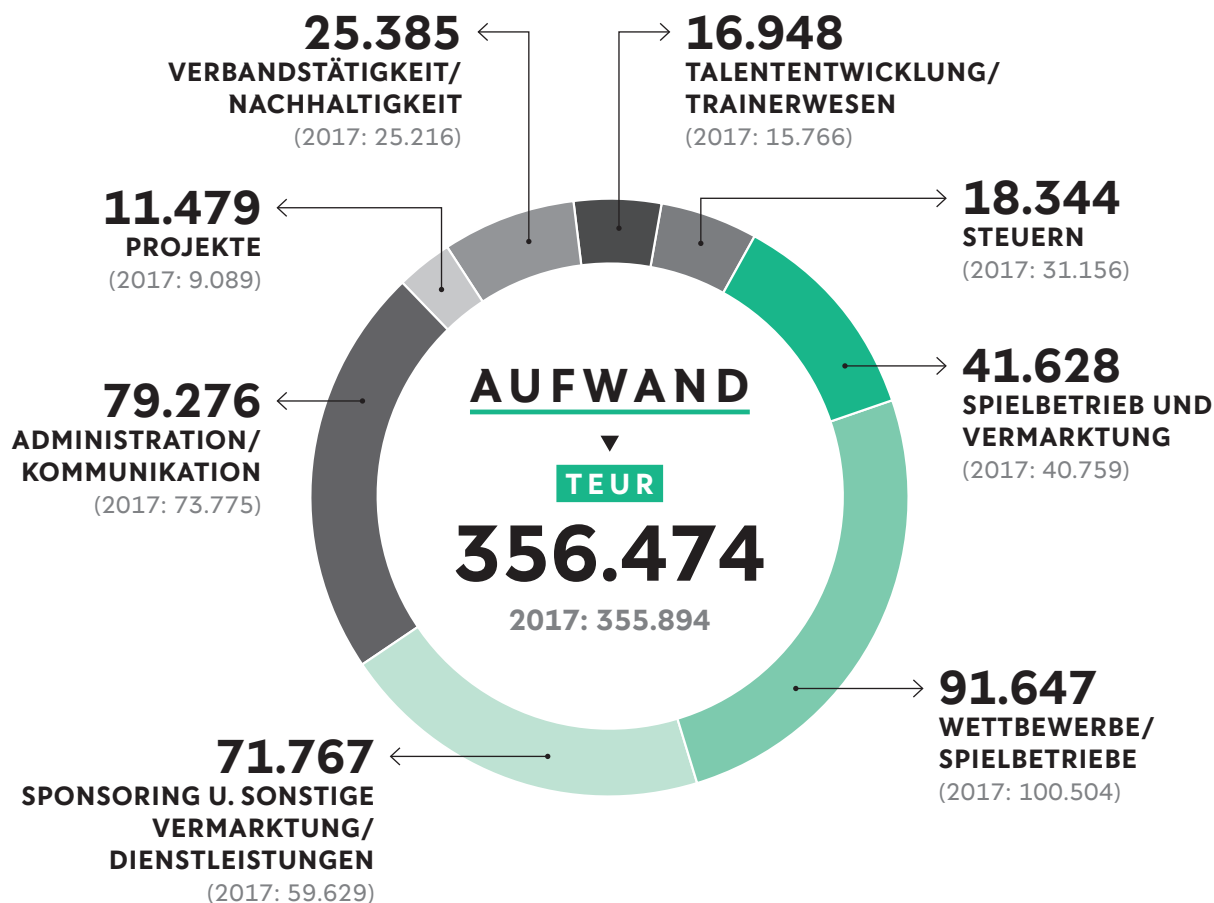 25.385
VERBANDSTÄTIGKEIT/
NACHHALTIGKEIT
(2017: 25.216)
16.948
TALENTENTWICKLUNG/
TRAINERWESEN
(2017: 15.766)
11.479
PROJEKTE
(2017: 9.089)
18.344
STEUERN
(2017: 31.156)
79.276
ADMINISTRATION/
KOMMUNIKATION
(2017: 73.775)
AUFWAND
TEUR
356.474
2017: 355.894
41.628
SPIELBETRIEB UND
VERMARKTUNG
(2017: 40.759)
71.767
SPONSORING U. SONSTIGE
VERMARKTUNG/
DIENSTLEISTUNGEN
(2017: 59.629)
91.647
WETTBEWERBE/
SPIELBETRIEBE
(2017: 100.504)